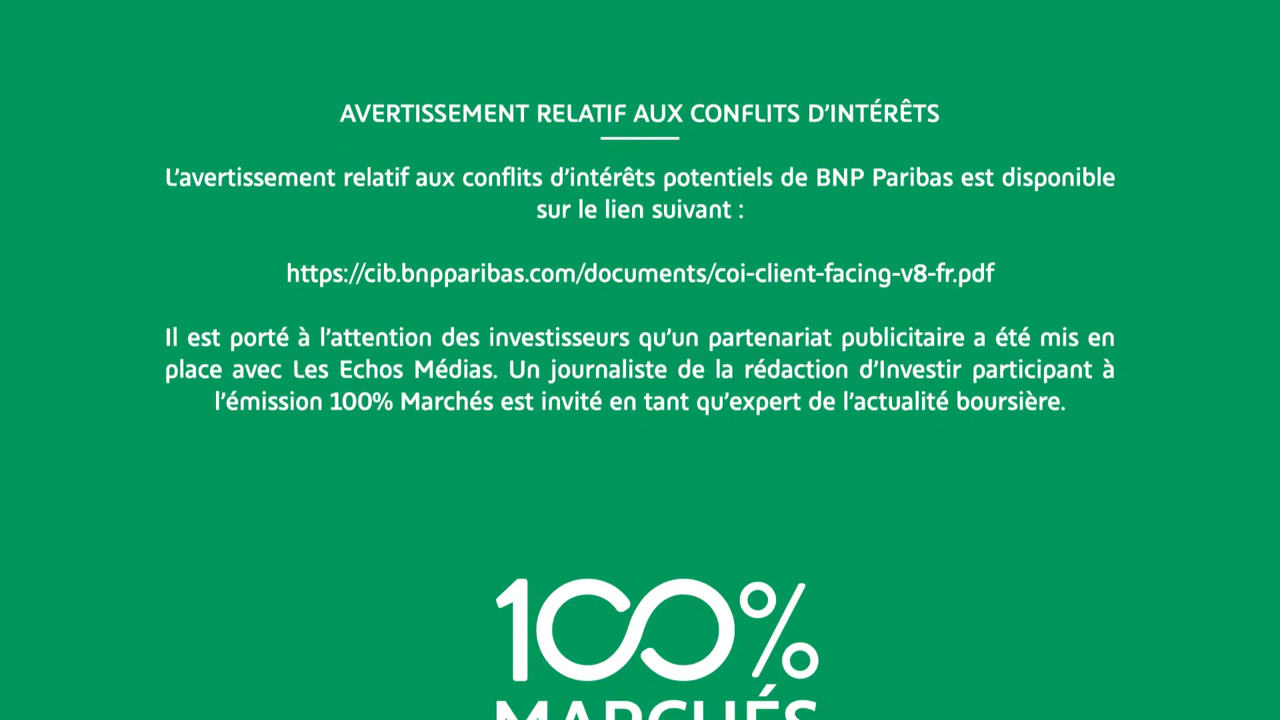 AVERTISSEMENT RELATIF AUX CONFLITS D'INTÉRÊTS
L'avertissement relatif aux conflits d'intérêts potentiels de BNP Paribas est disponible
sur le lien suivant :
https://cib.bnpparibas.com/documents/coi-client-facing-v8-fr.pdf
Il est porté à l'attention des investisseurs qu'un partenariat publicitaire a été mis en
place avec Les Echos Médias. Un journaliste de la rédaction d'Investir participant à
l'émission 100% Marchés est invité en tant qu'expert de l'actualité boursière.
100%
MARCHÉS